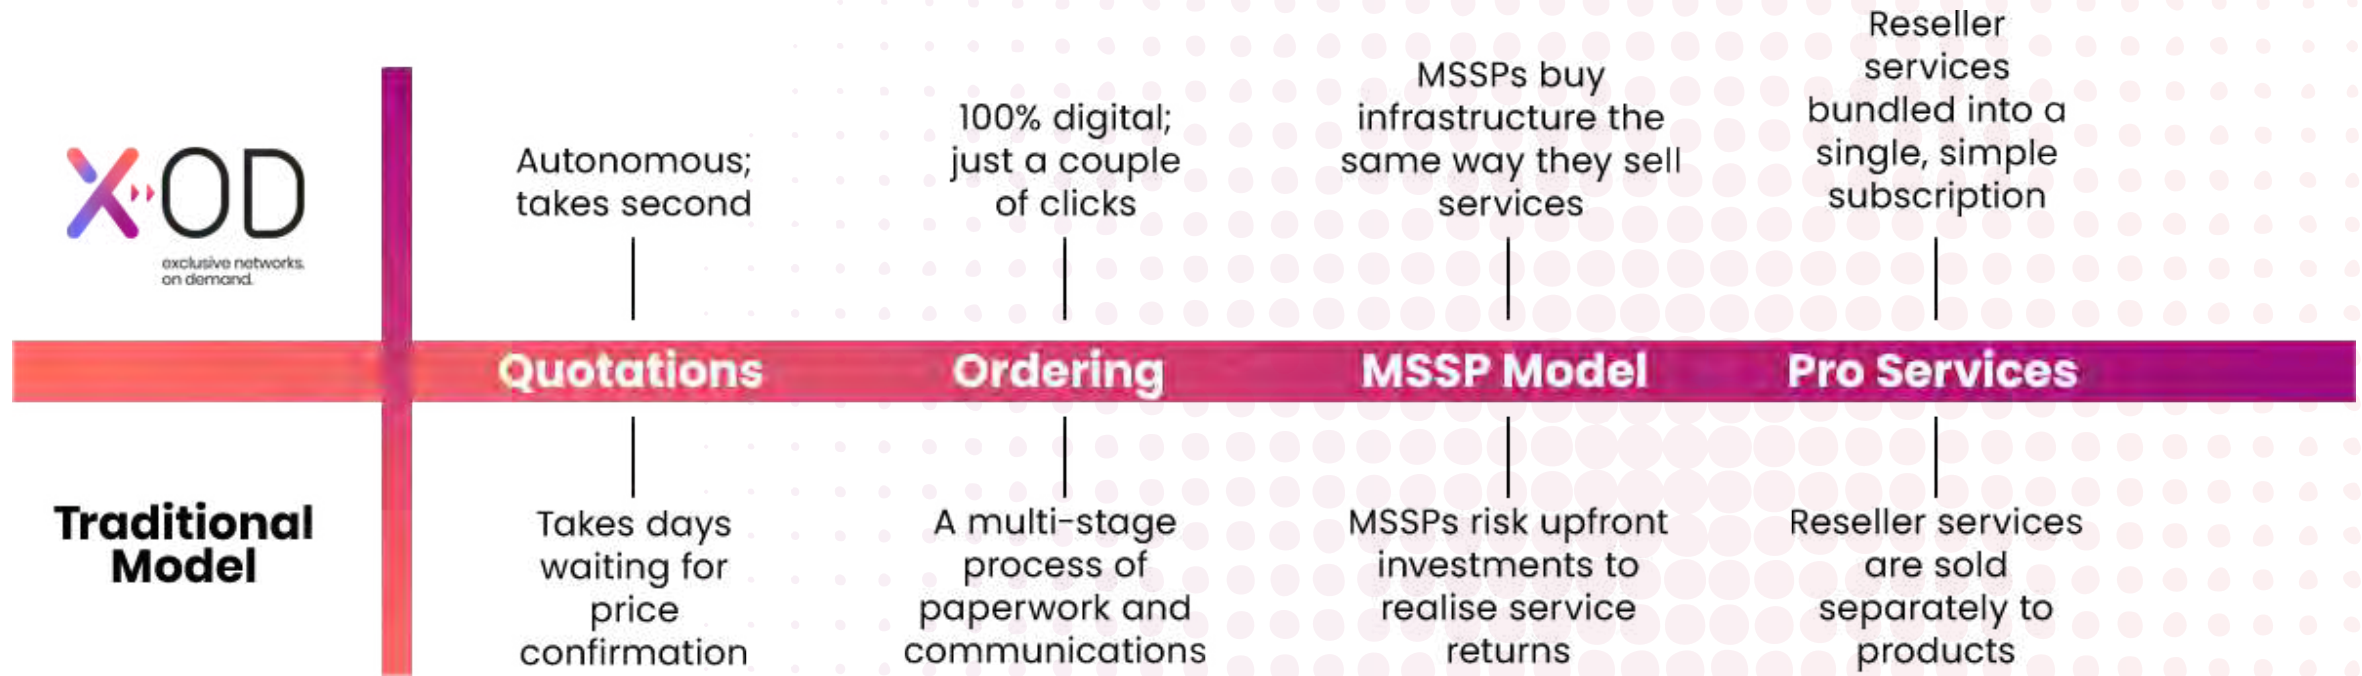 X OD
exclusive networks.
on demand.
Autonomous;
takes second
100% digital;
just a couple
of clicks
MSSPs buy
infrastructure the
same way they sell
services
Reseller
services
bundled into a
single, simple
subscription
Quotations
Ordering
MSSP Model
Pro Services
Traditional
Model
Takes days
waiting for
price
confirmation
A multi-stage
process of
paperwork and
communications
MSSPs risk upfront
investments to
realise service
returns
Reseller services
are sold
separately to
products